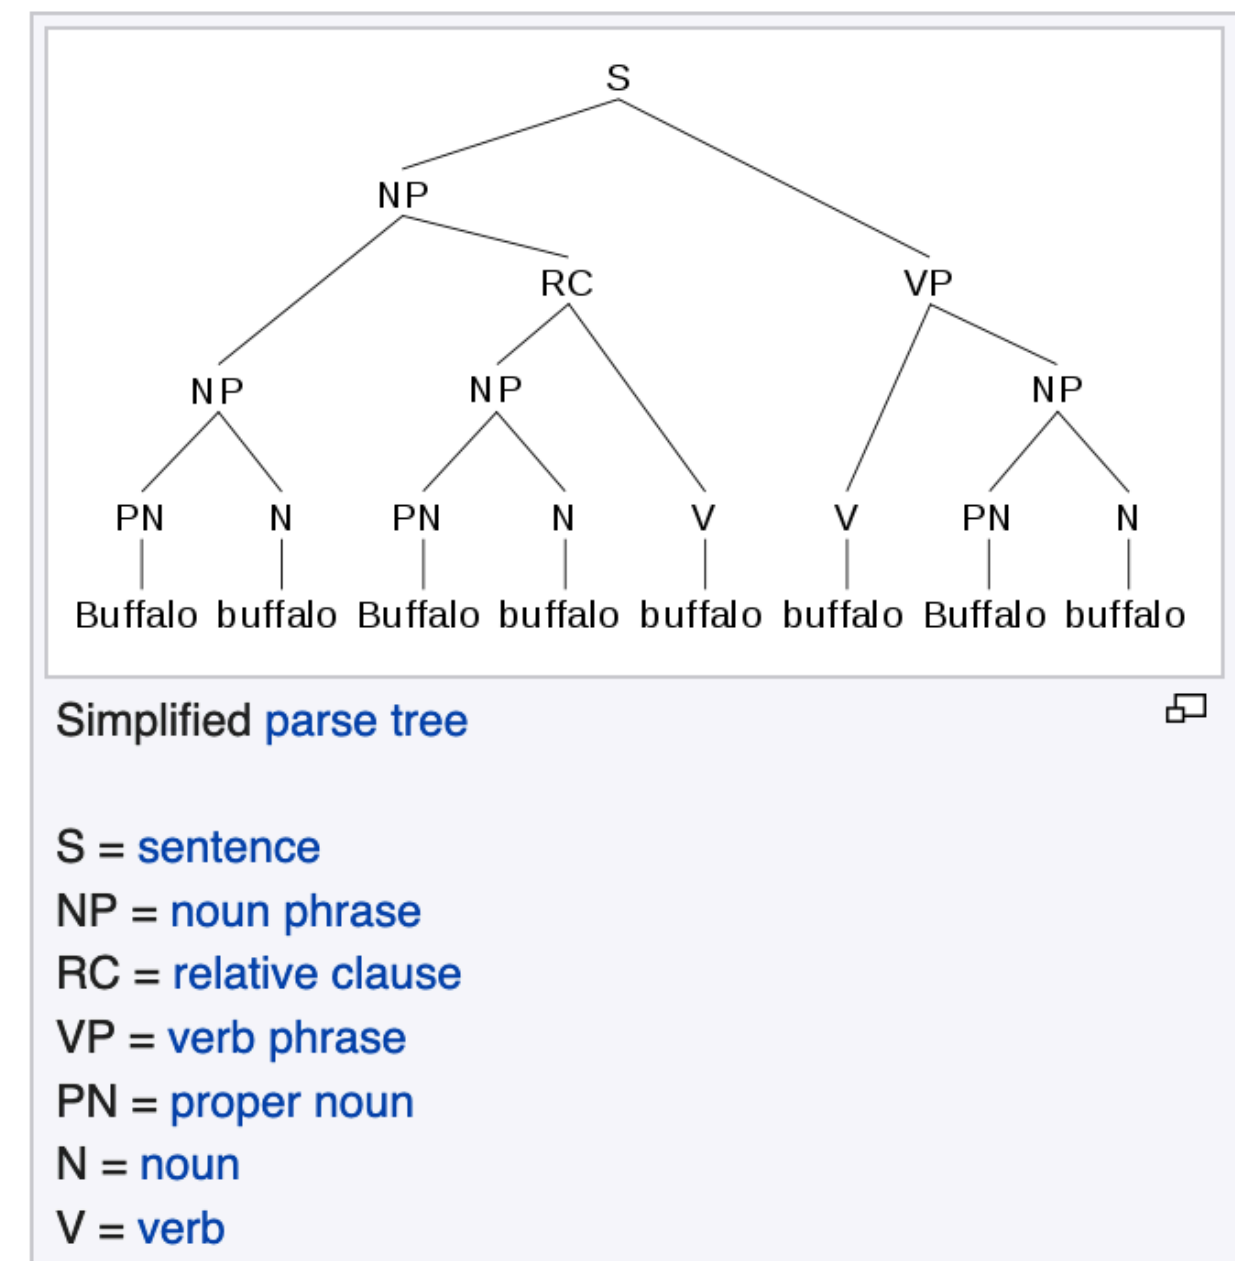 S
NP
RC VP
NP NP NP
PN N PN N V V PN N
Buffalo buffalo Buffalo buffalo buffalo buffalo Buffalo buffalo
Simplified parse tree
S = sentence
NP = noun phrase
RC = relative clause
VP = verb phrase
PN = proper noun
N = noun
V = verb